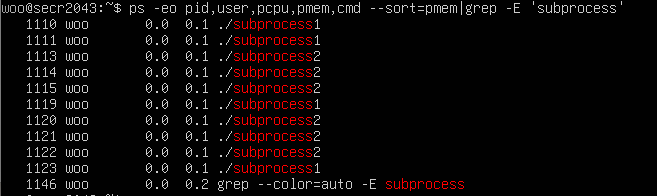 woo@secr2043:~$ ps -eo pid,user,pcpu,pmem,cmd --sort=pmem|grep -E 'subprocess'
1110 woo 0.0 0.1 ./subprocess1
1111 woo 0.0 0.1 ./subprocess1
1113 woo 0.0 0.1 ./subprocess2
1114 woo 0.0 0.1 ./subprocess2
1115 woo 0.0 0.1 ./subprocess2
1119 woo 0.0 0.1 ./subprocess1
1120 woo 0.0 0.1 ./subprocess2
1121 woo 0.0 0.1 ./subprocess2
1122 woo 0.0 0.1 ./subprocess2
1123 woo 0.0 0.1 ./subprocess1
1146 woo 0.0 0.2 grep --color=auto -E subprocess